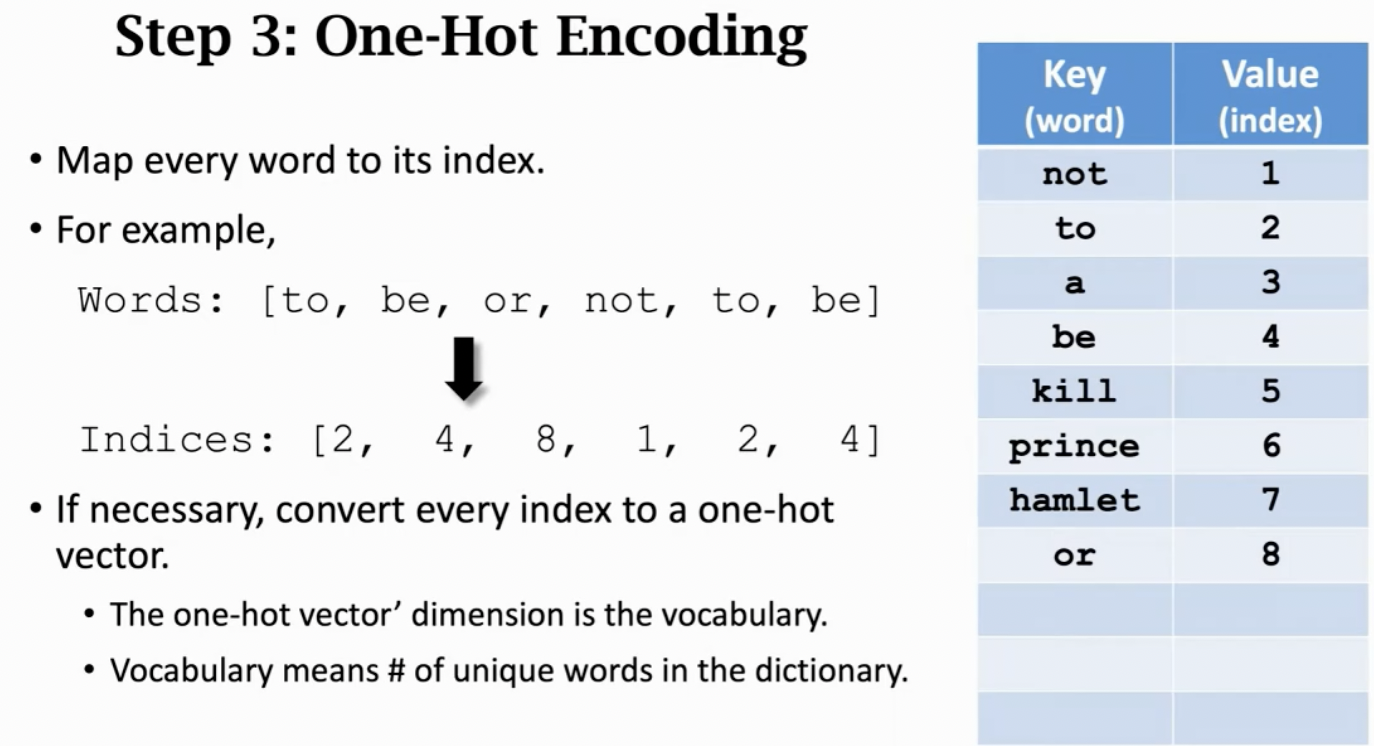 Step 3: One-Hot Encoding
• Map every word to its index.
• For example,
Words: [to, be, or, not, to, be]
Indices: [2, 4, 8, 1, 2, 4]
• If necessary, convert every index to a one-hot
vector.
• The one-hot vector’ dimension is the vocabulary.
• Vocabulary means # of unique words in the dictionary.
Key Value
(word) (index)
not 1
to 2
a 3
be 4
kill 5
prince 6
hamlet 7
or 8